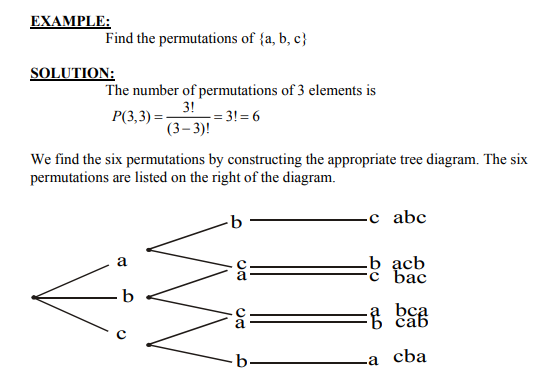 EXAMPLE:
Find the permutations of {a, b, c}
SOLUTION:
The number of permutations of 3 elements is
P(3,3) = 3!/(3−3)! = 3! = 6
We find the six permutations by constructing the appropriate tree diagram. The six
permutations are listed on the right of the diagram.
b c abc
a c b acb
a c bac
b c a bca
a b cab
c b a cba